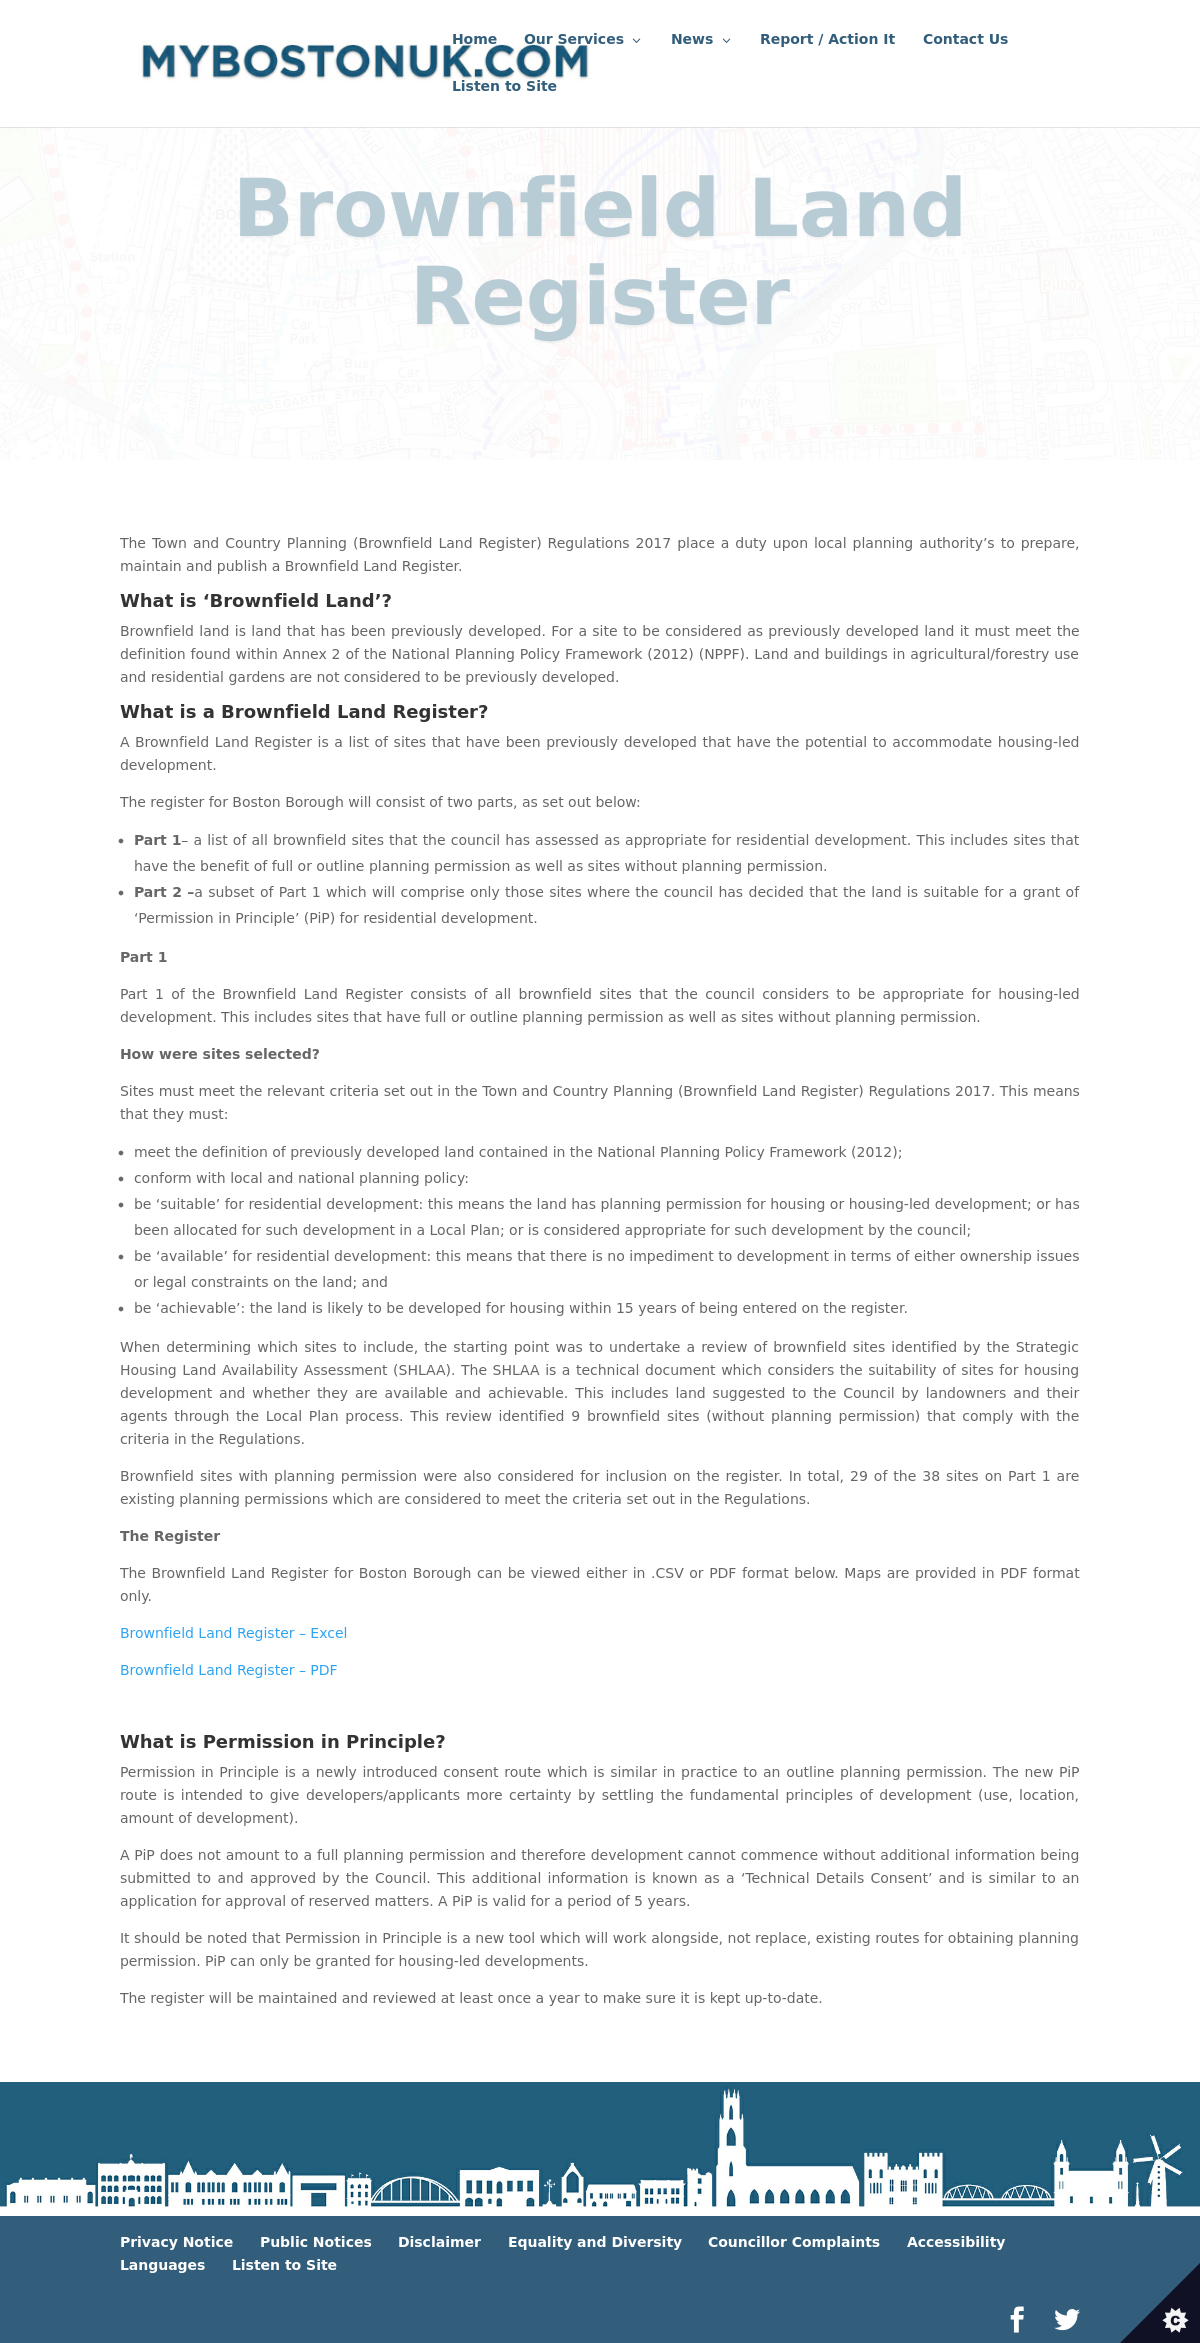 MYBOSTONUK.COM
Home Our Services News Report / Action It Contact Us
Listen to Site
Brownfield Land
Register
The Town and Country Planning (Brownfield Land Register) Regulations 2017 place a duty upon local planning authority’s to prepare,
maintain and publish a Brownfield Land Register.
What is ‘Brownfield Land’?
Brownfield land is land that has been previously developed. For a site to be considered as previously developed land it must meet the
definition found within Annex 2 of the National Planning Policy Framework (2012) (NPPF). Land and buildings in agricultural/forestry use
and residential gardens are not considered to be previously developed.
What is a Brownfield Land Register?
A Brownfield Land Register is a list of sites that have been previously developed that have the potential to accommodate housing-led
development.
The register for Boston Borough will consist of two parts, as set out below:
• Part 1– a list of all brownfield sites that the council has assessed as appropriate for residential development. This includes sites that
have the benefit of full or outline planning permission as well as sites without planning permission.
• Part 2 –a subset of Part 1 which will comprise only those sites where the council has decided that the land is suitable for a grant of
‘Permission in Principle’ (PiP) for residential development.
Part 1
Part 1 of the Brownfield Land Register consists of all brownfield sites that the council considers to be appropriate for housing-led
development. This includes sites that have full or outline planning permission as well as sites without planning permission.
How were sites selected?
Sites must meet the relevant criteria set out in the Town and Country Planning (Brownfield Land Register) Regulations 2017. This means
that they must:
• meet the definition of previously developed land contained in the National Planning Policy Framework (2012);
• conform with local and national planning policy:
• be ‘suitable’ for residential development: this means the land has planning permission for housing or housing-led development; or has
been allocated for such development in a Local Plan; or is considered appropriate for such development by the council;
• be ‘available’ for residential development: this means that there is no impediment to development in terms of either ownership issues
or legal constraints on the land; and
• be ‘achievable’: the land is likely to be developed for housing within 15 years of being entered on the register.
When determining which sites to include, the starting point was to undertake a review of brownfield sites identified by the Strategic
Housing Land Availability Assessment (SHLAA). The SHLAA is a technical document which considers the suitability of sites for housing
development and whether they are available and achievable. This includes land suggested to the Council by landowners and their
agents through the Local Plan process. This review identified 9 brownfield sites (without planning permission) that comply with the
criteria in the Regulations.
Brownfield sites with planning permission were also considered for inclusion on the register. In total, 29 of the 38 sites on Part 1 are
existing planning permissions which are considered to meet the criteria set out in the Regulations.
The Register
The Brownfield Land Register for Boston Borough can be viewed either in .CSV or PDF format below. Maps are provided in PDF format
only.
Brownfield Land Register – Excel
Brownfield Land Register – PDF
What is Permission in Principle?
Permission in Principle is a newly introduced consent route which is similar in practice to an outline planning permission. The new PiP
route is intended to give developers/applicants more certainty by settling the fundamental principles of development (use, location,
amount of development).
A PiP does not amount to a full planning permission and therefore development cannot commence without additional information being
submitted to and approved by the Council. This additional information is known as a ‘Technical Details Consent’ and is similar to an
application for approval of reserved matters. A PiP is valid for a period of 5 years.
It should be noted that Permission in Principle is a new tool which will work alongside, not replace, existing routes for obtaining planning
permission. PiP can only be granted for housing-led developments.
The register will be maintained and reviewed at least once a year to make sure it is kept up-to-date.
Privacy Notice Public Notices Disclaimer Equality and Diversity Councillor Complaints Accessibility
Languages Listen to Site